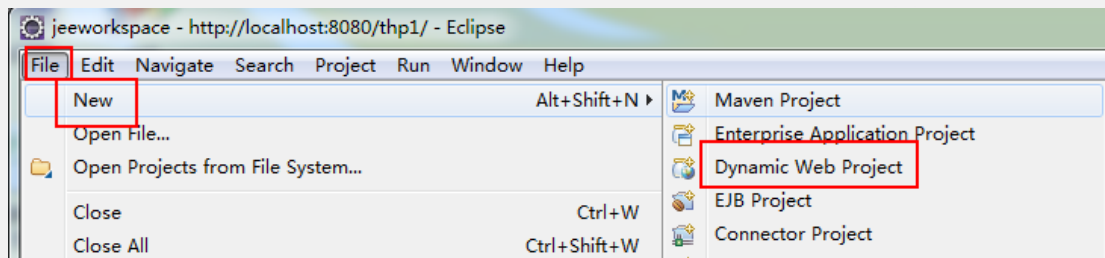 jeeworkspace - http://localhost:8080/thp1/ - Eclipse
File Edit Navigate Search Project Run Window Help
New Alt+Shift+N
Open File...
Open Projects from File System...
Close Ctrl+W
Close All Ctrl+Shift+W
Maven Project
Enterprise Application Project
Dynamic Web Project
EJB Project
Connector Project